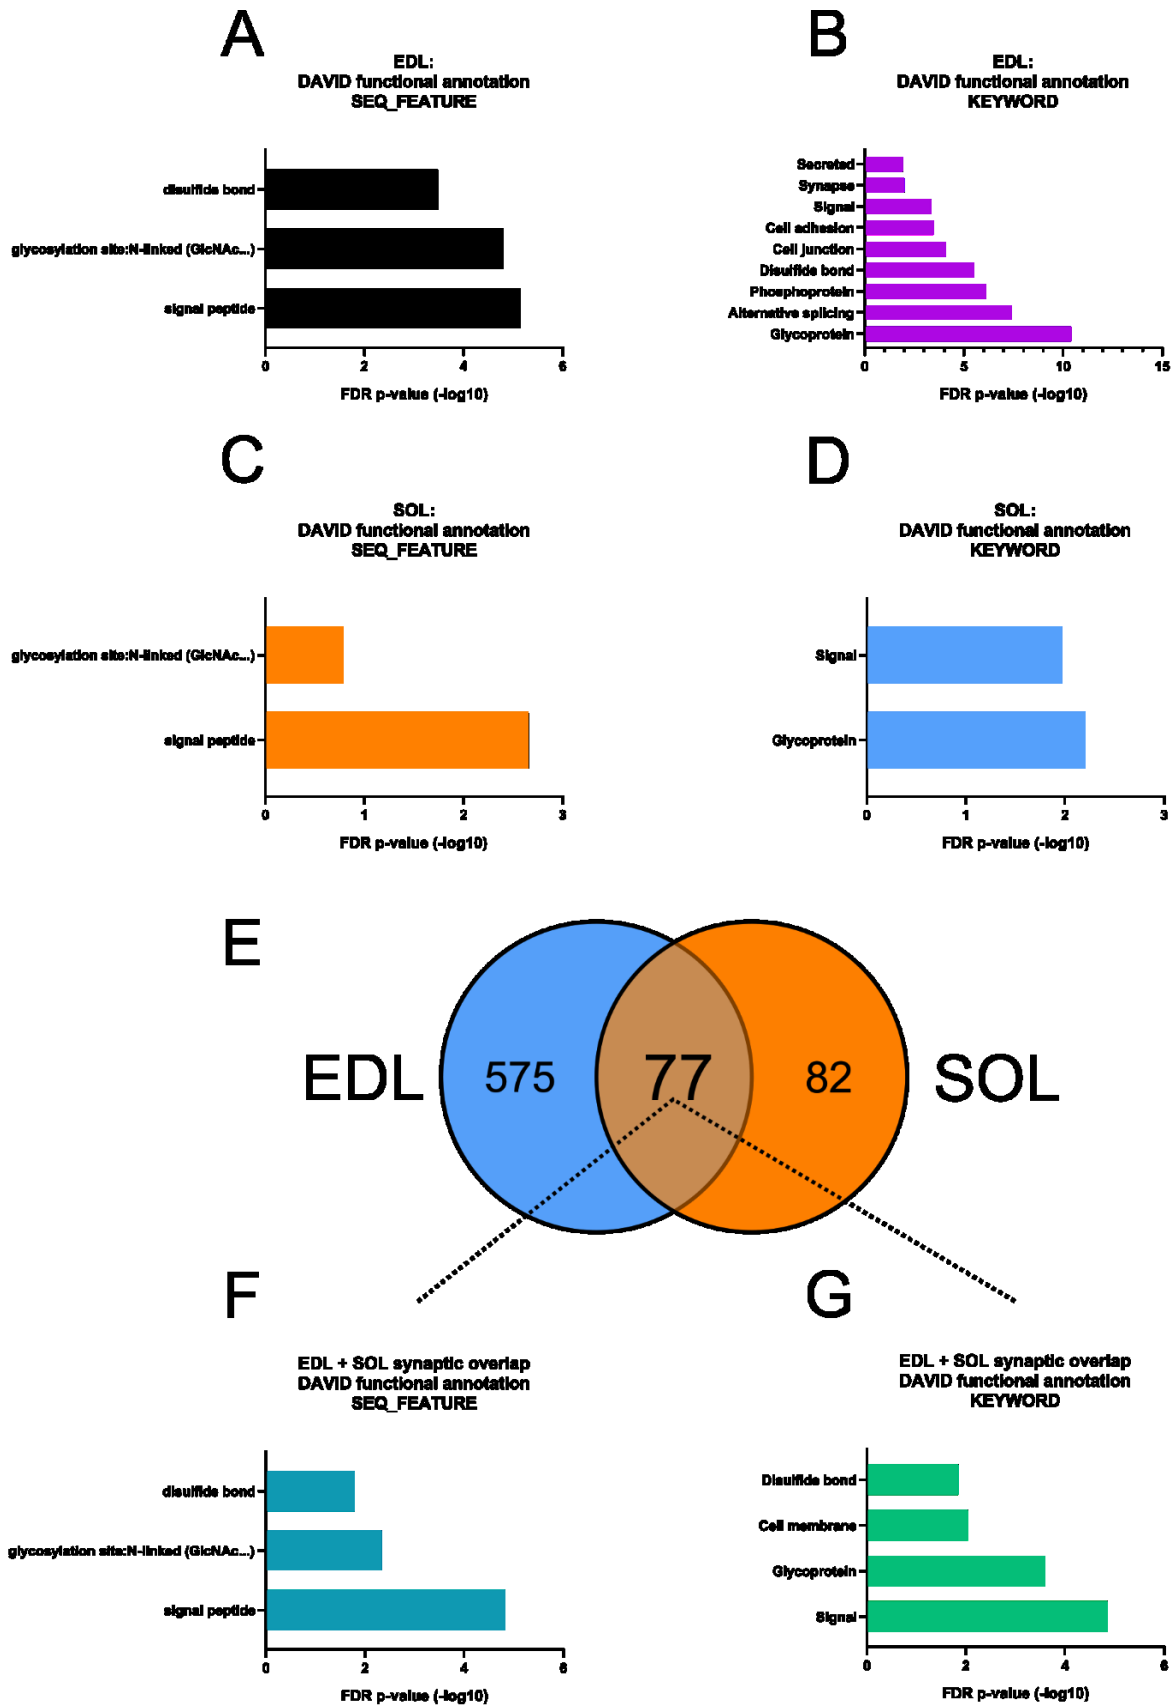 A
EDL:
DAVID functional annotation
SEQ_FEATURE
disulfide bond
glycosylation site:N-linked (GlcNAc...)
signal peptide
0 2 4 6
FDR p-value (-log10)
B
EDL:
DAVID functional annotation
KEYWORD
Secreted
Synapse
Signal
Cell adhesion
Cell junction
Disulfide bond
Phosphoprotein
Alternative splicing
Glycoprotein
0 5 10 15
FDR p-value (-log10)
C
SOL:
DAVID functional annotation
SEQ_FEATURE
glycosylation site:N-linked (GlcNAc...)
signal peptide
0 1 2 3
FDR p-value (-log10)
D
SOL:
DAVID functional annotation
KEYWORD
Signal
Glycoprotein
0 1 2 3
FDR p-value (-log10)
E
EDL 575 77 82 SOL
F
EDL + SOL synaptic overlap
DAVID functional annotation
SEQ_FEATURE
disulfide bond
glycosylation site:N-linked (GlcNAc...)
signal peptide
0 2 4 6
FDR p-value (-log10)
G
EDL + SOL synaptic overlap
DAVID functional annotation
KEYWORD
Disulfide bond
Cell membrane
Glycoprotein
Signal
0 2 4 6
FDR p-value (-log10)